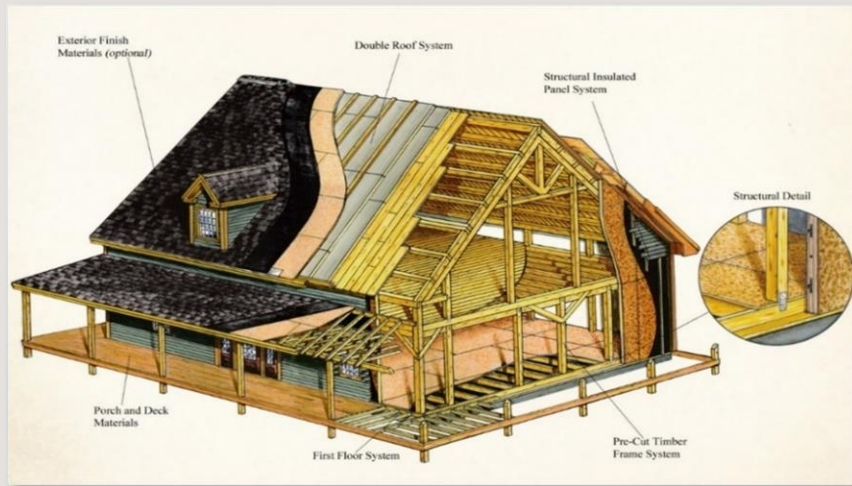 Exterior Finish
Materials (optional)
Double Roof System
Structural Insulated
Panel System
Structural Detail
Porch and Deck
Materials
First Floor System
Pre-Cut Timber
Frame System